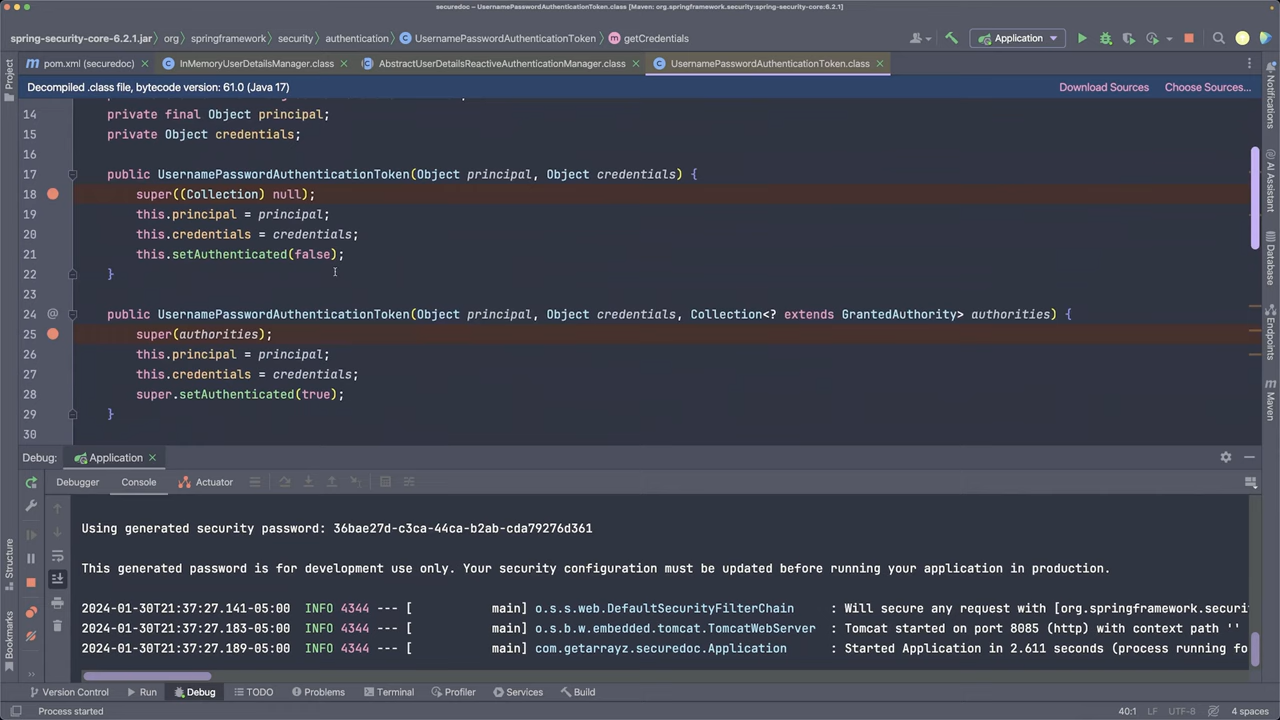 securedoc – UsernamePasswordAuthenticationToken.class [Maven: org.springframework.security:spring-security-core-6.2.1]
spring-security-core-6.2.1.jar org springframework security authentication UsernamePasswordAuthenticationToken getCredentials Application
pom.xml (securedoc) InMemoryUserDetailsManager.class AbstractUserDetailsReactiveAuthenticationManager.class UsernamePasswordAuthenticationToken.class
Decompiled .class file, bytecode version: 61.0 (Java 17) Download Sources Choose Sources...
14 private final Object principal;
15 private Object credentials;
16
17 public UsernamePasswordAuthenticationToken(Object principal, Object credentials) {
18 super((Collection) null);
19 this.principal = principal;
20 this.credentials = credentials;
21 this.setAuthenticated(false);
22 }
23
24 @ public UsernamePasswordAuthenticationToken(Object principal, Object credentials, Collection<? extends GrantedAuthority> authorities) {
25 super(authorities);
26 this.principal = principal;
27 this.credentials = credentials;
28 super.setAuthenticated(true);
29 }
30
Project
Structure
Bookmarks
Notifications
AI Assistant
Database
Endpoints
Maven
Debug: Application
Debugger Console Actuator
Using generated security password: 36bae27d-c3ca-44ca-b2ab-cda79276d361
This generated password is for development use only. Your security configuration must be updated before running your application in production.
2024-01-30T21:37:27.141-05:00 INFO 4344 --- [ main] o.s.s.web.DefaultSecurityFilterChain : Will secure any request with [org.springframework.securit
2024-01-30T21:37:27.183-05:00 INFO 4344 --- [ main] o.s.b.w.embedded.tomcat.TomcatWebServer : Tomcat started on port 8085 (http) with context path ''
2024-01-30T21:37:27.189-05:00 INFO 4344 --- [ main] com.getarrayz.securedoc.Application : Started Application in 2.611 seconds (process running fo
Version Control Run Debug TODO Problems Terminal Profiler Services Build
Process started 40:1 LF UTF-8 4 spaces